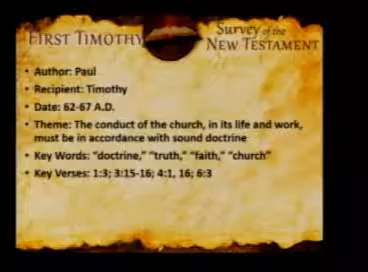 FIRST TIMOTHY
Survey of the
NEW TESTAMENT
• Author: Paul
• Recipient: Timothy
• Date: 62-67 A.D.
• Theme: The conduct of the church, in its life and work,
must be in accordance with sound doctrine
• Key Words: "doctrine," "truth," "faith," "church"
• Key Verses: 1:3; 3:15-16; 4:1, 16; 6:3